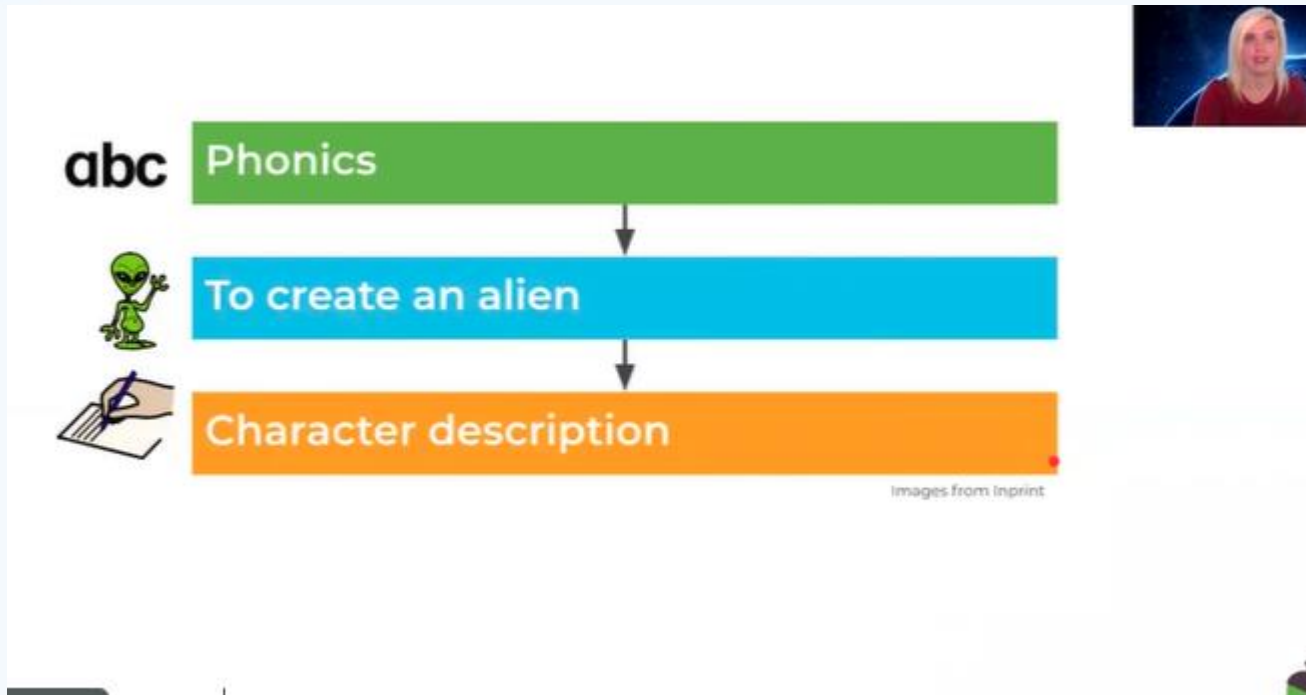 abc
Phonics
To create an alien
Character description
Images from Inprint